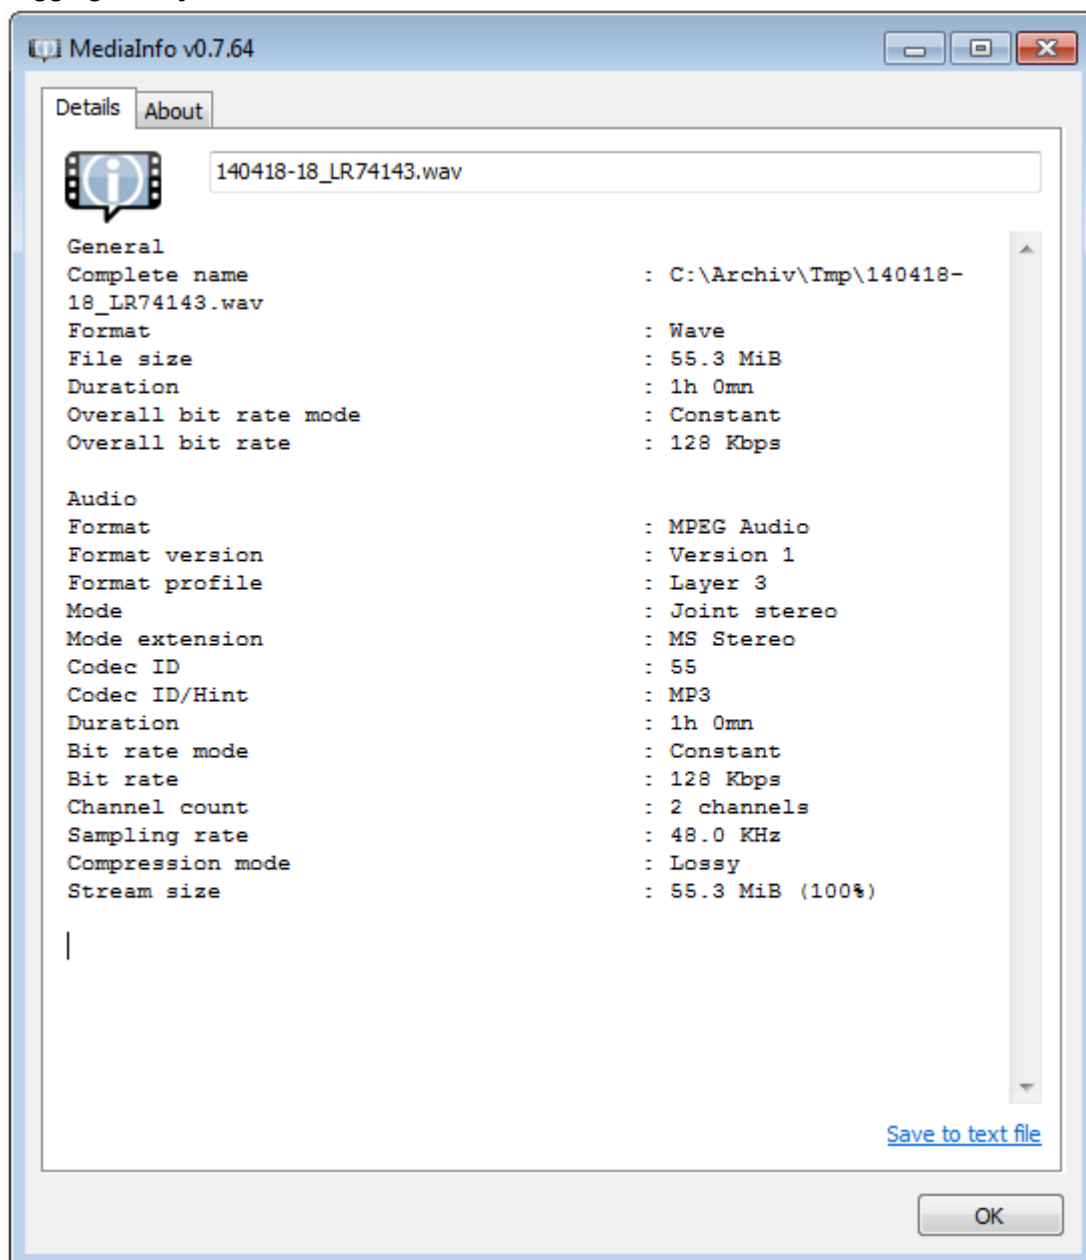 MediaInfo v0.7.64
Details About
140418-18_LR74143.wav
General
Complete name : C:\Archiv\Tmp\140418-
18_LR74143.wav
Format : Wave
File size : 55.3 MiB
Duration : 1h 0mn
Overall bit rate mode : Constant
Overall bit rate : 128 Kbps
Audio
Format : MPEG Audio
Format version : Version 1
Format profile : Layer 3
Mode : Joint stereo
Mode extension : MS Stereo
Codec ID : 55
Codec ID/Hint : MP3
Duration : 1h 0mn
Bit rate mode : Constant
Bit rate : 128 Kbps
Channel count : 2 channels
Sampling rate : 48.0 KHz
Compression mode : Lossy
Stream size : 55.3 MiB (100%)
Save to text file
OK